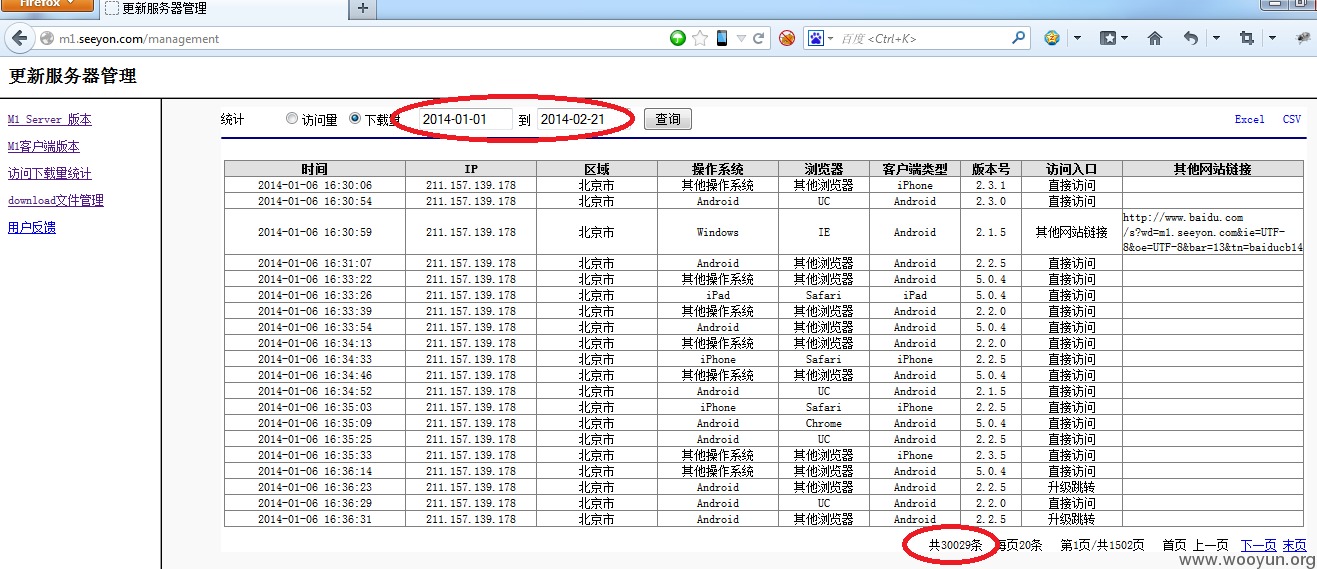 Firefox
更新服务器管理
m1.seeyon.com/management
百度 <Ctrl+K>
更新服务器管理
M1 Server 版本
M1客户端版本
访问下载量统计
download文件管理
用户反馈
统计 访问量 下载量 2014-01-01 到 2014-02-21 查询 Excel CSV
时间 IP 区域 操作系统 浏览器 客户端类型 版本号 访问入口 其他网站链接
2014-01-06 16:30:06 211.157.139.178 北京市 其他操作系统 其他浏览器 iPhone 2.3.1 直接访问
2014-01-06 16:30:54 211.157.139.178 北京市 Android UC Android 2.3.0 直接访问
2014-01-06 16:30:59 211.157.139.178 北京市 Windows IE Android 2.1.5 其他网站链接 http://www.baidu.com
/s?wd=m1.seeyon.com&ie=UTF-
8&oe=UTF-8&bar=13&tn=baiducb14
2014-01-06 16:31:07 211.157.139.178 北京市 Android 其他浏览器 Android 2.2.5 直接访问
2014-01-06 16:33:22 211.157.139.178 北京市 其他操作系统 其他浏览器 Android 5.0.4 直接访问
2014-01-06 16:33:26 211.157.139.178 北京市 iPad Safari iPad 5.0.4 直接访问
2014-01-06 16:33:39 211.157.139.178 北京市 其他操作系统 其他浏览器 Android 2.2.0 直接访问
2014-01-06 16:33:54 211.157.139.178 北京市 Android 其他浏览器 Android 5.0.4 直接访问
2014-01-06 16:34:13 211.157.139.178 北京市 其他操作系统 其他浏览器 Android 2.2.0 直接访问
2014-01-06 16:34:33 211.157.139.178 北京市 iPhone Safari iPhone 2.2.5 直接访问
2014-01-06 16:34:46 211.157.139.178 北京市 其他操作系统 其他浏览器 Android 5.0.4 直接访问
2014-01-06 16:34:52 211.157.139.178 北京市 Android UC Android 2.1.5 直接访问
2014-01-06 16:35:03 211.157.139.178 北京市 iPhone Safari iPhone 2.2.5 直接访问
2014-01-06 16:35:09 211.157.139.178 北京市 Android Chrome Android 5.0.4 直接访问
2014-01-06 16:35:25 211.157.139.178 北京市 Android UC Android 2.2.5 直接访问
2014-01-06 16:35:33 211.157.139.178 北京市 其他操作系统 其他浏览器 iPhone 2.3.5 直接访问
2014-01-06 16:36:14 211.157.139.178 北京市 其他操作系统 其他浏览器 Android 5.0.4 直接访问
2014-01-06 16:36:23 211.157.139.178 北京市 Android 其他浏览器 Android 2.2.5 升级跳转
2014-01-06 16:36:29 211.157.139.178 北京市 Android UC Android 2.2.0 直接访问
2014-01-06 16:36:31 211.157.139.178 北京市 Android 其他浏览器 Android 2.2.5 升级跳转
共30029条 每页20条 第1页/共1502页 首页 上一页 下一页 末页
www.wooyun.org